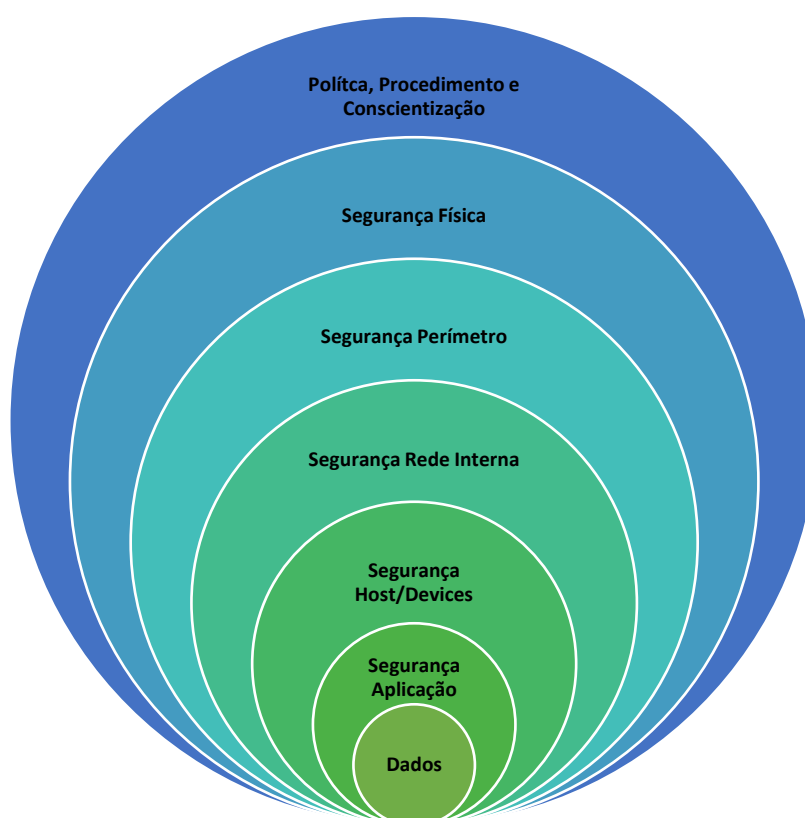 Polítca, Procedimento e
Conscientização
Segurança Física
Segurança Perímetro
Segurança Rede Interna
Segurança
Host/Devices
Segurança
Aplicação
Dados